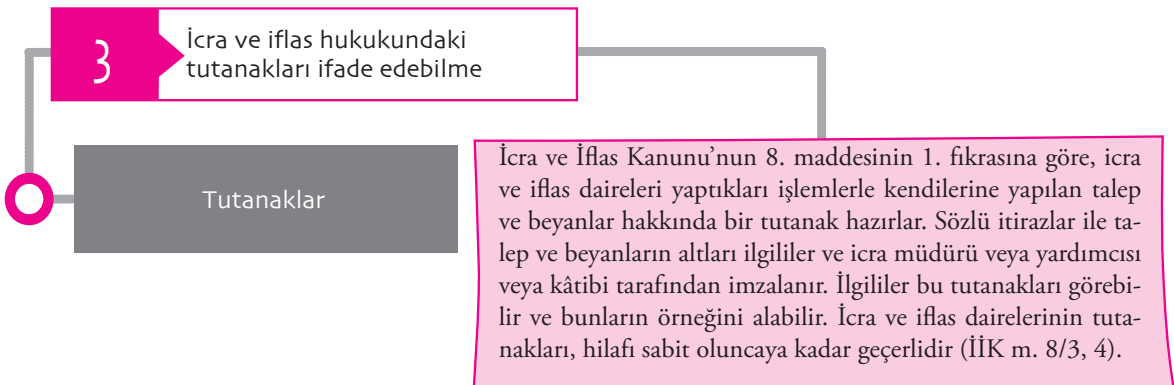 3
İcra ve iflas hukukundaki
tutanakları ifade edebilme
Tutanaklar
İcra ve İflas Kanunu’nun 8. maddesinin 1. fıkrasına göre, icra
ve iflas daireleri yaptıkları işlemlerle kendilerine yapılan talep
ve beyanlar hakkında bir tutanak hazırlar. Sözlü itirazlar ile ta-
lep ve beyanların altları ilgililer ve icra müdürü veya yardımcısı
veya kâtibi tarafından imzalanır. İlgililer bu tutanakları görebi-
lir ve bunların örneğini alabilir. İcra ve iflas dairelerinin tuta-
nakları, hilafı sabit oluncaya kadar geçerlidir (İİK m. 8/3, 4).